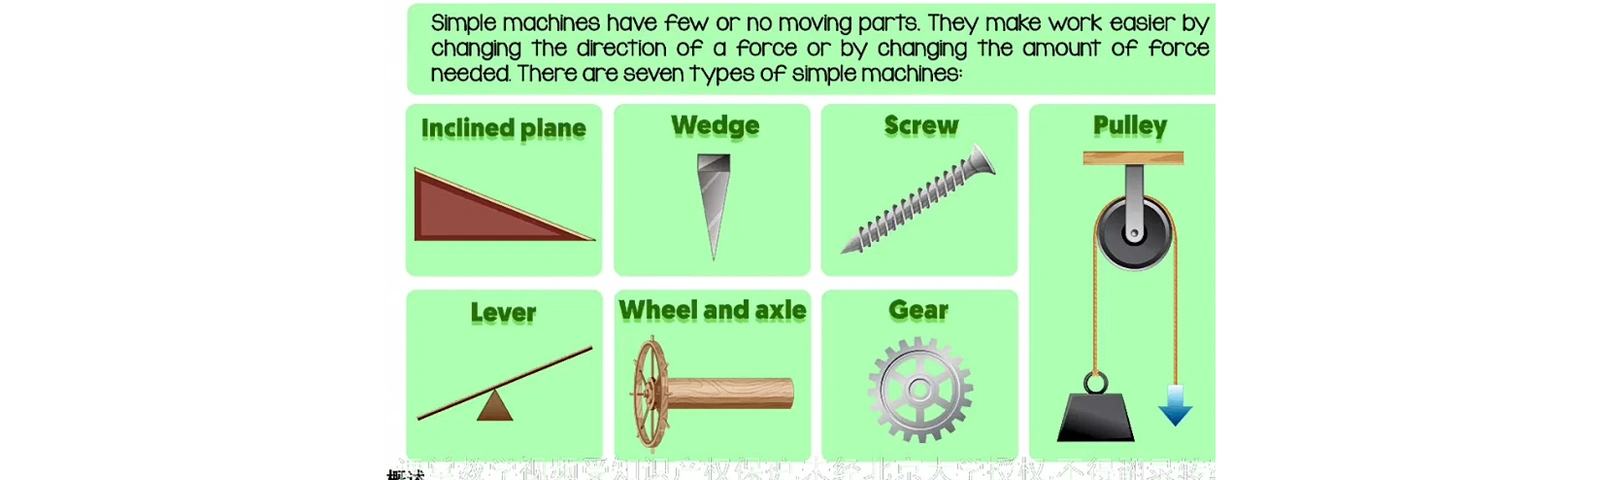 Simple machines have few or no moving parts. They make work easier by
changing the direction of a force or by changing the amount of force
needed. There are seven types of simple machines:
Inclined plane
Wedge
Screw
Pulley
Lever
Wheel and axle
Gear
概述